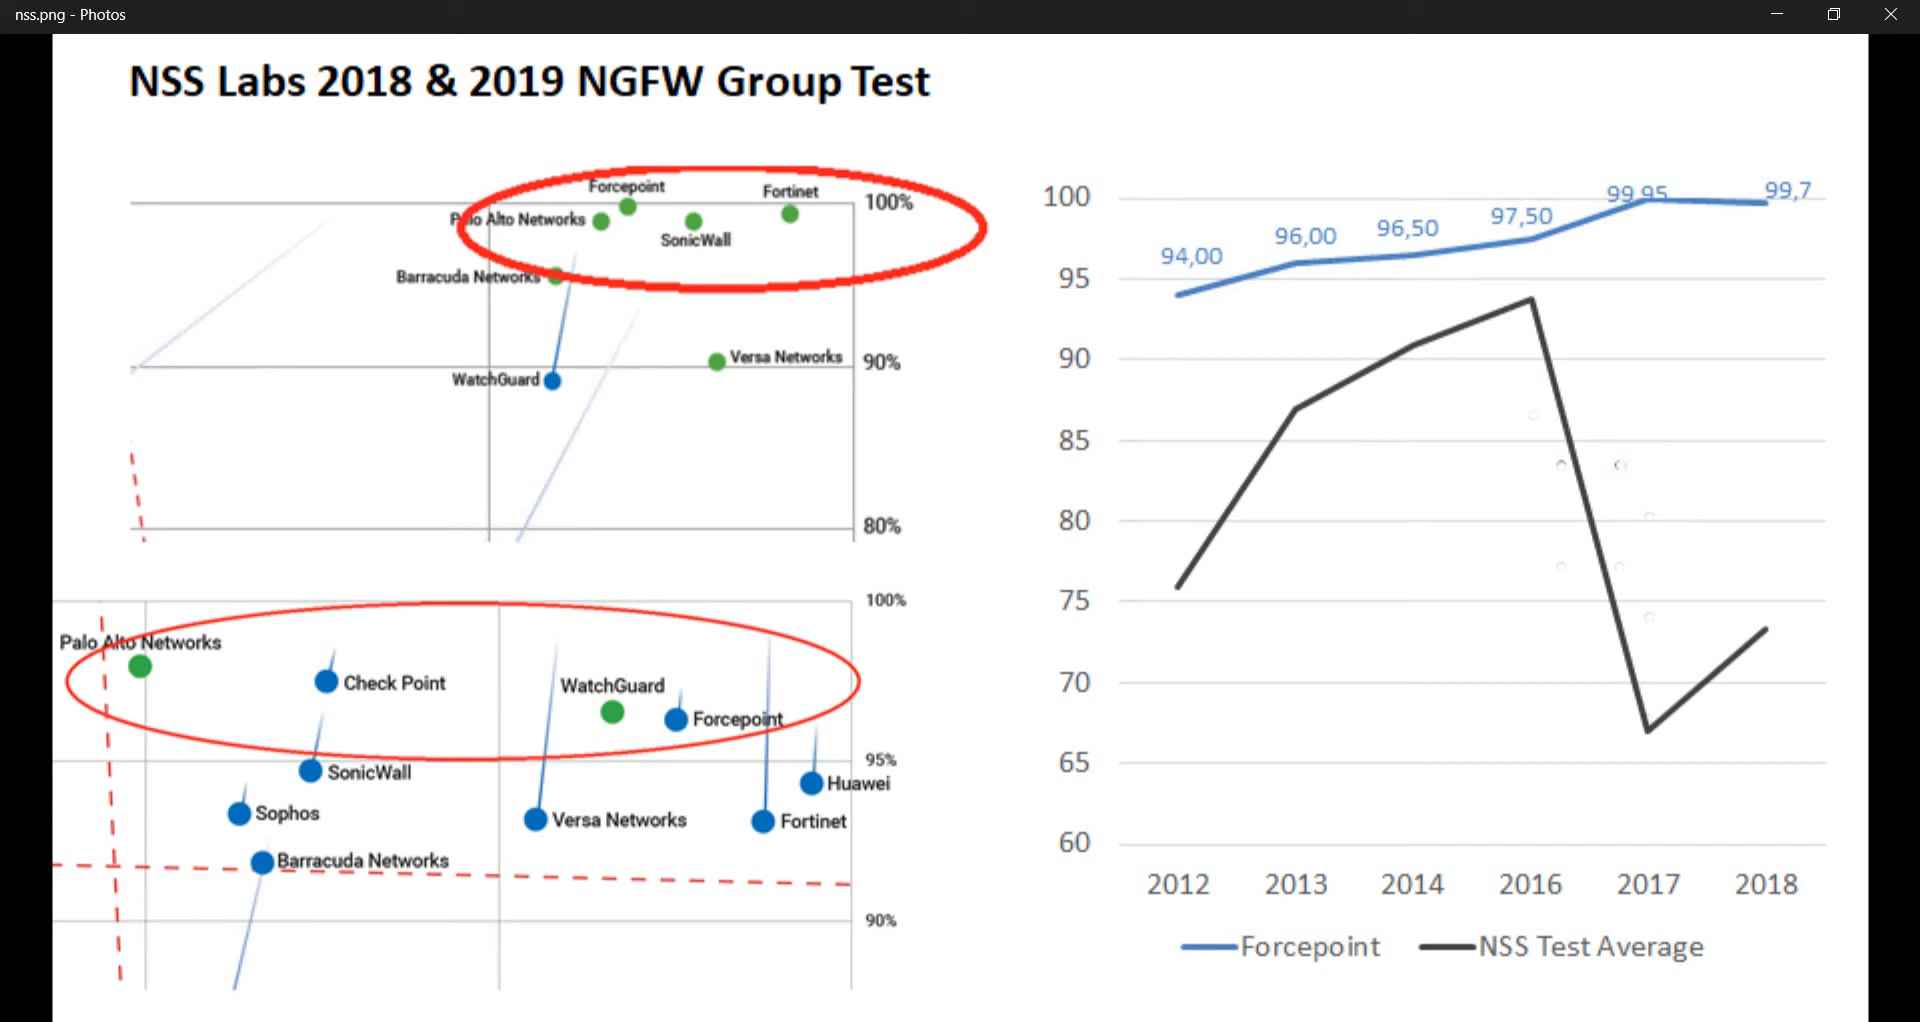 nss.png - Photos
NSS Labs 2018 & 2019 NGFW Group Test
Forcepoint
Fortinet
100%
Palo Alto Networks
SonicWall
Barracuda Networks
Versa Networks
90%
WatchGuard
80%
100%
Palo Alto Networks
Check Point
WatchGuard
Forcepoint
95%
SonicWall
Huawei
Sophos
Versa Networks
Fortinet
Barracuda Networks
90%
100
95
90
85
80
75
70
65
60
94,00
96,00
96,50
97,50
99,95
99,7
2012 2013 2014 2016 2017 2018
Forcepoint NSS Test Average